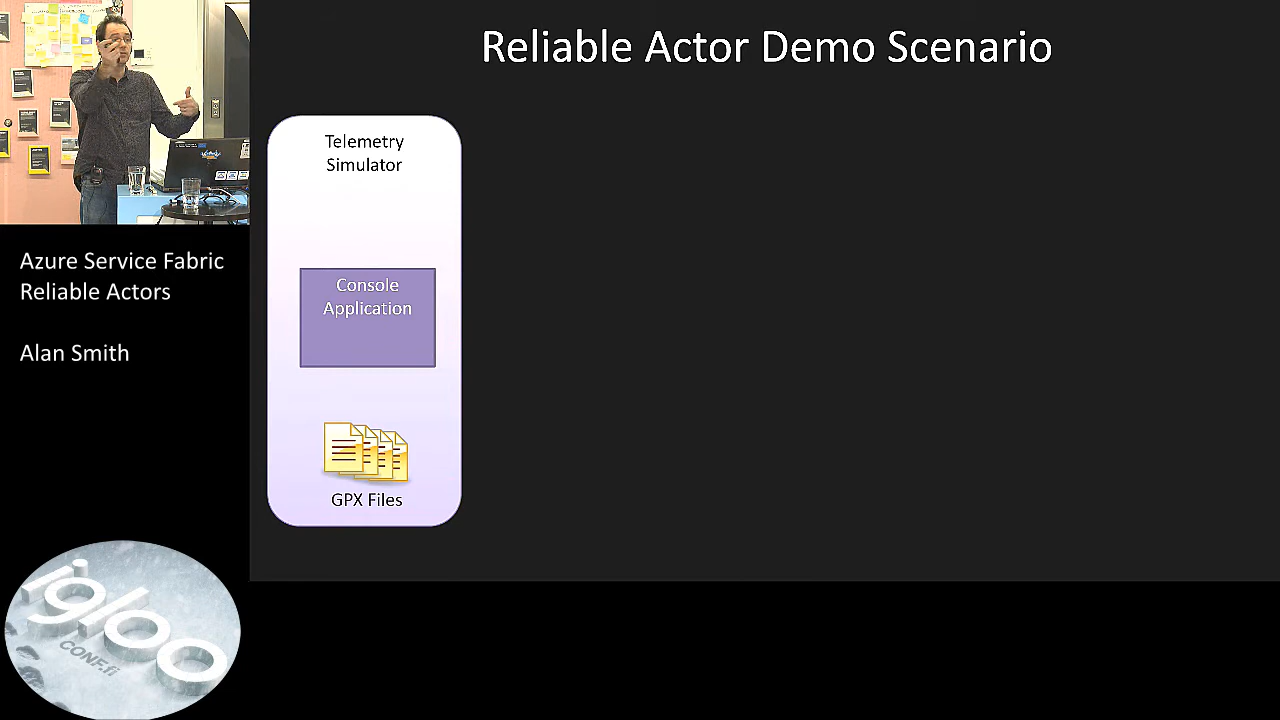 Reliable Actor Demo Scenario
Telemetry
Simulator
Console
Application
GPX Files
Azure Service Fabric
Reliable Actors
Alan Smith
igloo
CONF.fi